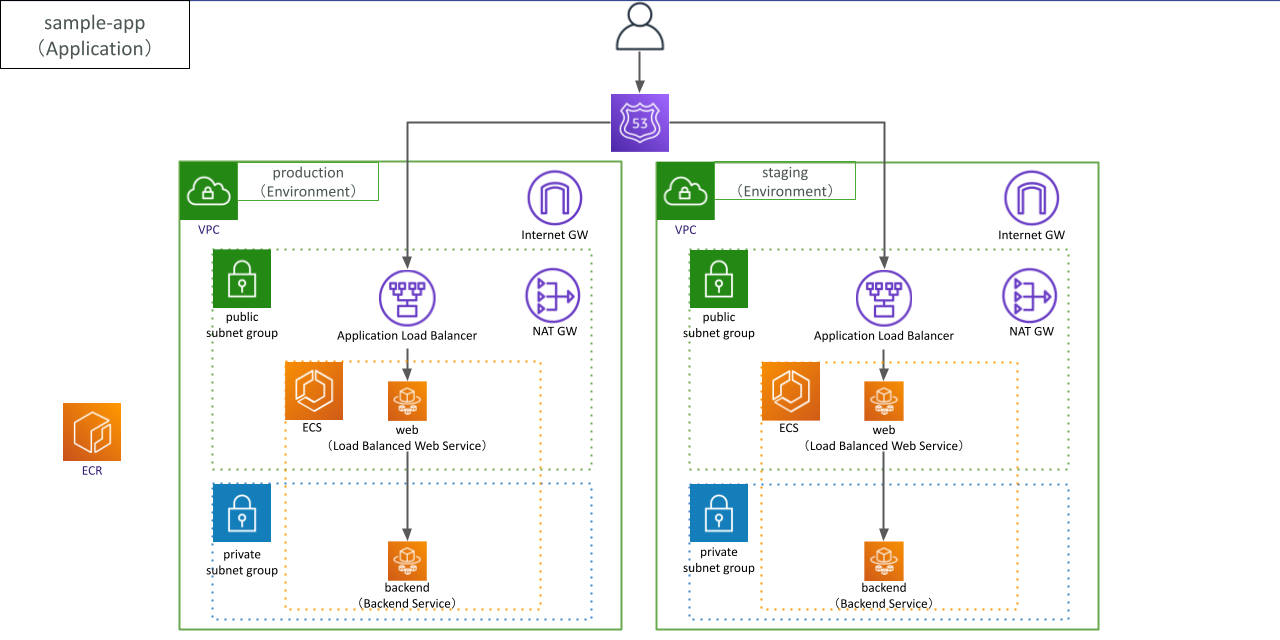 sample-app
（Application）
53
production
（Environment）
VPC
Internet GW
public
subnet group
Application Load Balancer
NAT GW
ECS
web
（Load Balanced Web Service）
private
subnet group
backend
（Backend Service）
staging
（Environment）
VPC
Internet GW
public
subnet group
Application Load Balancer
NAT GW
ECS
web
（Load Balanced Web Service）
private
subnet group
backend
（Backend Service）
ECR